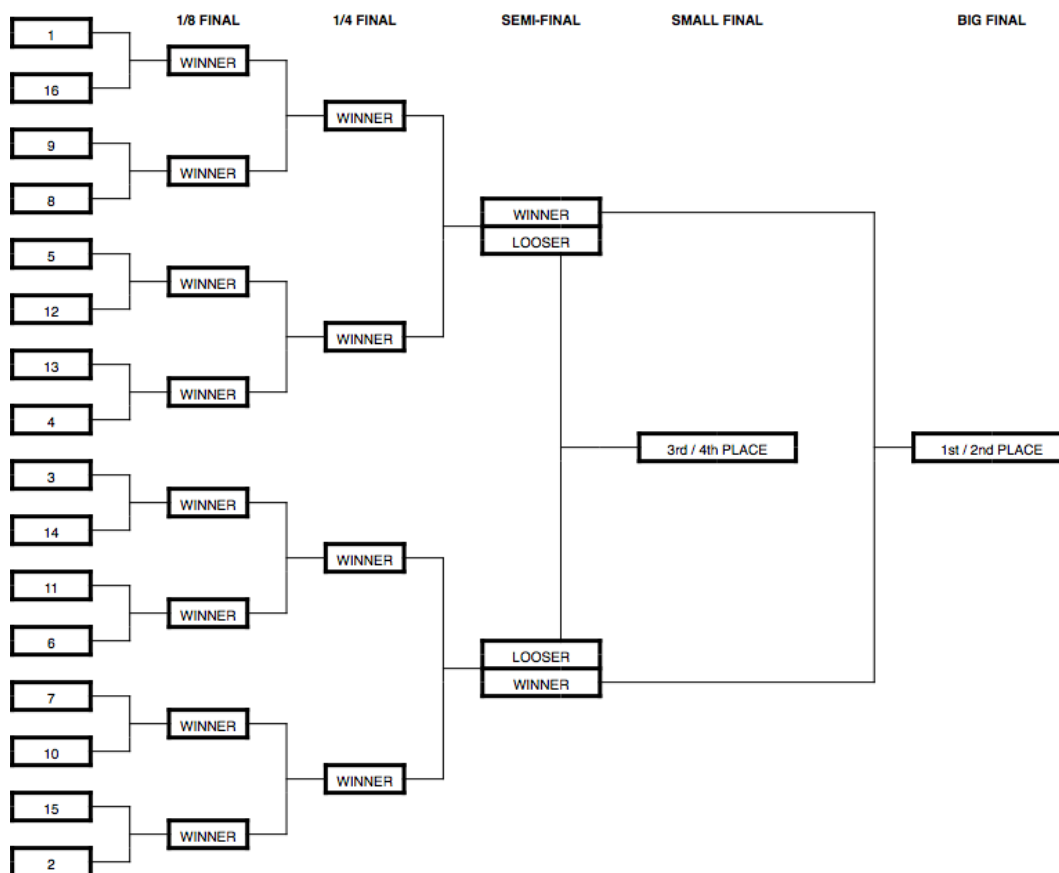 1/8 FINAL 1/4 FINAL SEMI-FINAL SMALL FINAL BIG FINAL
1
WINNER
16
WINNER
9
WINNER
8
WINNER
LOOSER
5
WINNER
12
WINNER
13
WINNER
4
3rd / 4th PLACE 1st / 2nd PLACE
3
WINNER
14
WINNER
11
WINNER
6
LOOSER
WINNER
7
WINNER
10
WINNER
15
WINNER
2